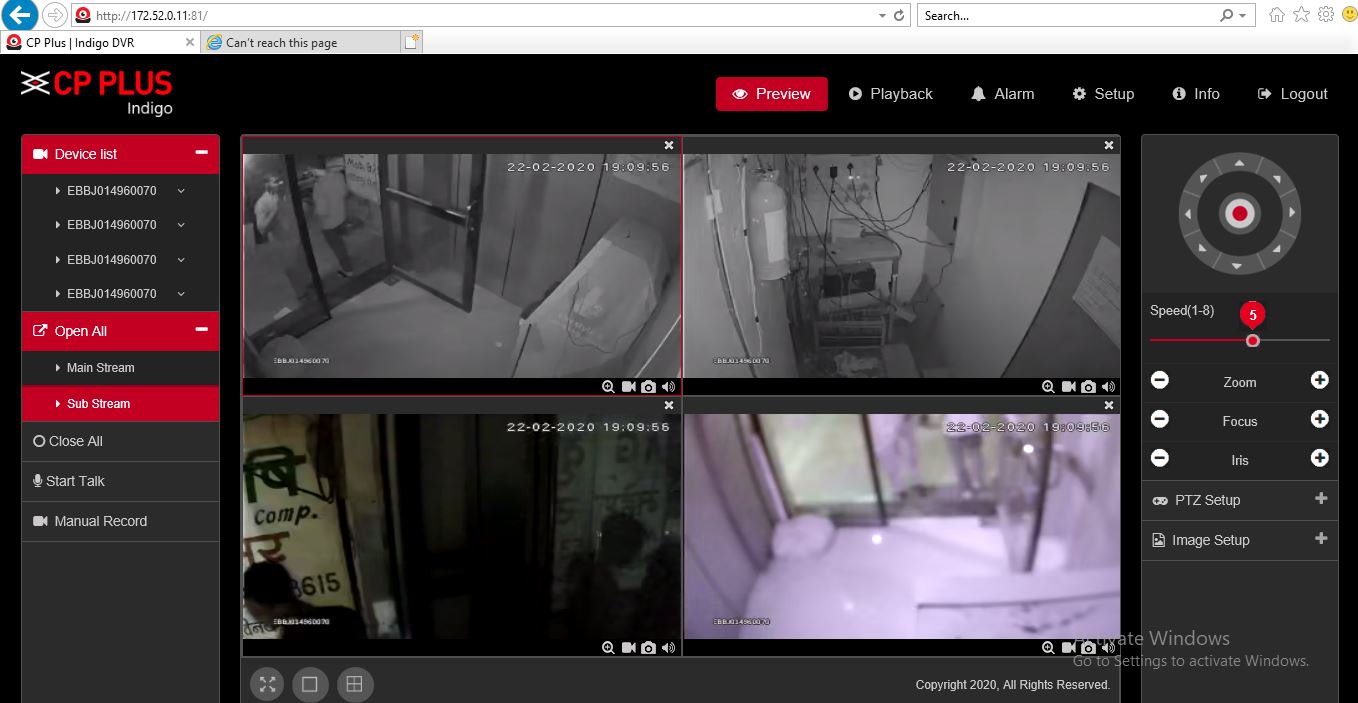 http://172.52.0.11:81/
Search...
CP Plus | Indigo DVR
Can't reach this page
CP PLUS
Indigo
Preview
Playback
Alarm
Setup
Info
Logout
Device list
EBBJ014960070
EBBJ014960070
EBBJ014960070
EBBJ014960070
Open All
Main Stream
Sub Stream
Close All
Start Talk
Manual Record
22-02-2020 19:09:56
EBBJ014960070
22-02-2020 19:09:56
EBBJ014960070
22-02-2020 19:09:56
षि
Comp.
8615
EBBJ014960070
22-02-2020 19:09:56
EBBJ014960070
Speed(1-8)
5
Zoom
Focus
Iris
PTZ Setup
Image Setup
Activate Windows
Go to Settings to activate Windows.
Copyright 2020, All Rights Reserved.